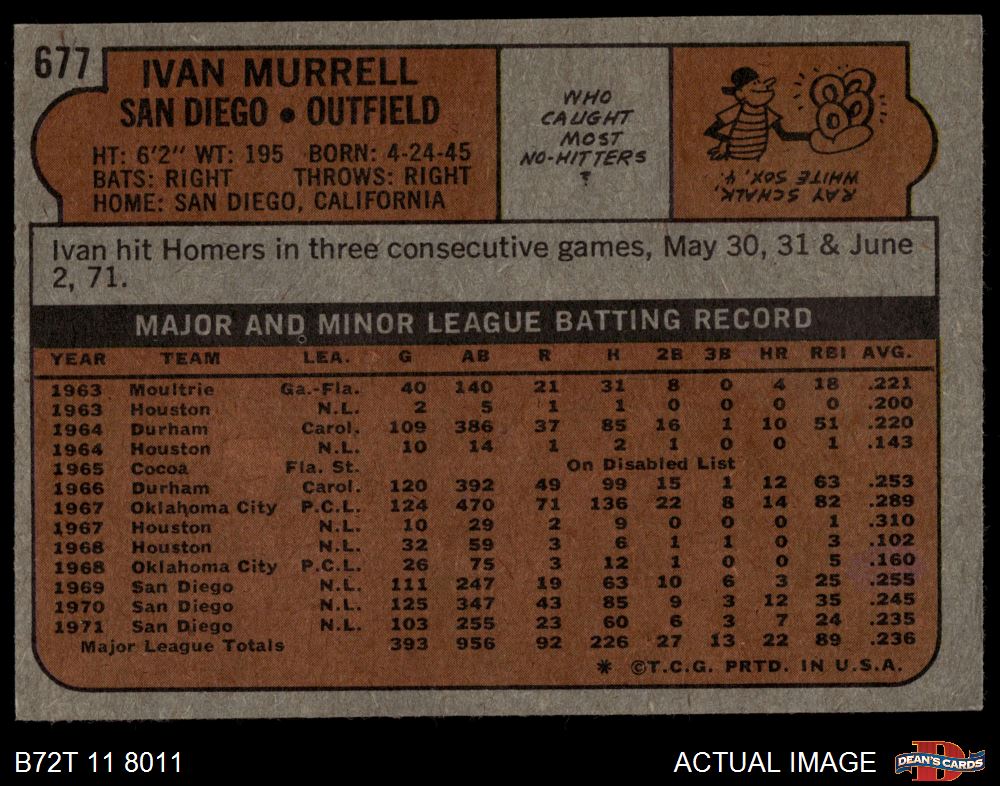 677
IVAN MURRELL
SAN DIEGO • OUTFIELD
HT: 6'2" WT: 195 BORN: 4-24-45
BATS: RIGHT THROWS: RIGHT
HOME: SAN DIEGO, CALIFORNIA
WHO
CAUGHT
MOST
NO-HITTERS
?
RAY SCHALK,
WHITE SOX, 4.
Ivan hit Homers in three consecutive games, May 30, 31 & June
2, 71.
MAJOR AND MINOR LEAGUE BATTING RECORD
YEAR TEAM LEA. G AB R H 2B 3B HR RBI AVG.
1963 Moultrie Ga.-Fla. 40 140 21 31 8 0 4 18 .221
1963 Houston N.L. 2 5 1 1 0 0 0 0 .200
1964 Durham Carol. 109 386 37 85 16 1 10 51 .220
1964 Houston N.L. 10 14 1 2 1 0 0 1 .143
1965 Cocoa Fla. St. On Disabled List
1966 Durham Carol. 120 392 49 99 15 1 12 63 .253
1967 Oklahoma City P.C.L. 124 470 71 136 22 8 14 82 .289
1967 Houston N.L. 10 29 2 9 0 0 0 1 .310
1968 Houston N.L. 32 59 3 6 1 1 0 3 .102
1968 Oklahoma City P.C.L. 26 75 3 12 1 0 0 5 .160
1969 San Diego N.L. 111 247 19 63 10 6 3 25 .255
1970 San Diego N.L. 125 347 43 85 9 3 12 35 .245
1971 San Diego N.L. 103 255 23 60 6 3 7 24 .235
Major League Totals 393 956 92 226 27 13 22 89 .236
* ©T.C.G. PRTD. IN U.S.A.
B72T 11 8011
ACTUAL IMAGE
D
DEAN'S CARDS